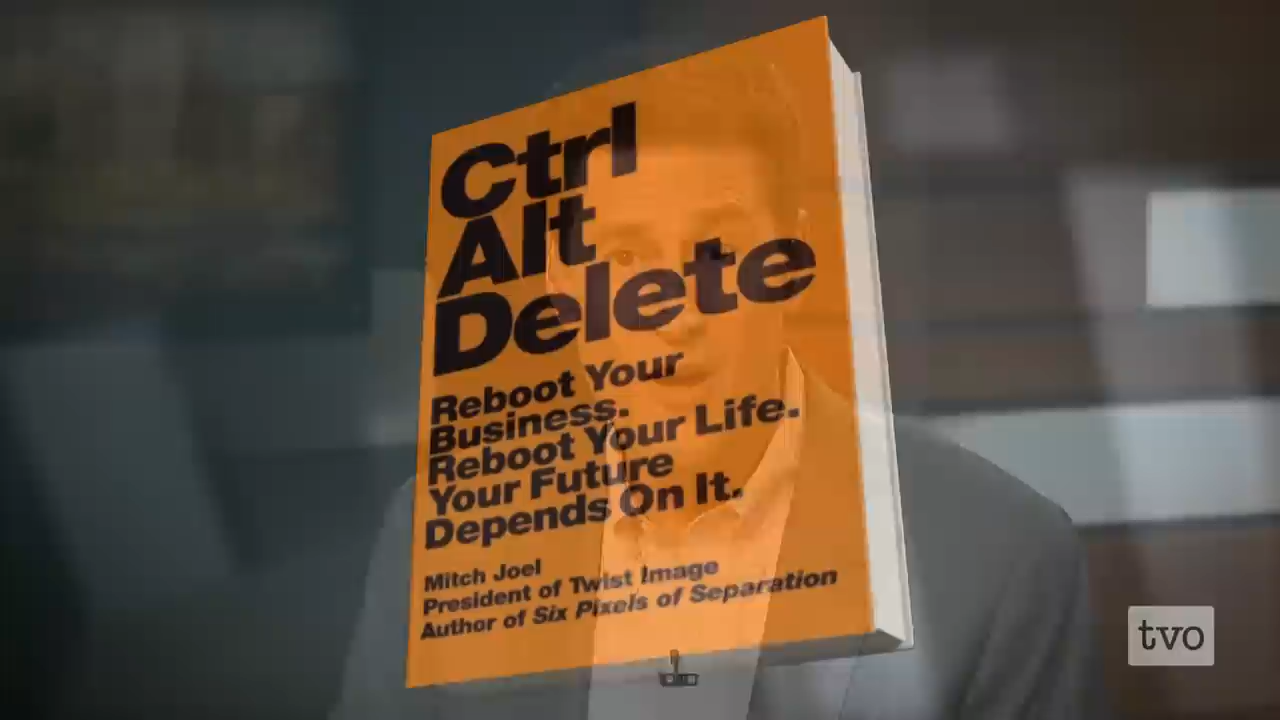 Ctrl
Alt
Delete
Reboot Your
Business.
Reboot Your Life.
Your Future
Depends On It.
Mitch Joel
President of Twist Image
Author of Six Pixels of Separation
tvo